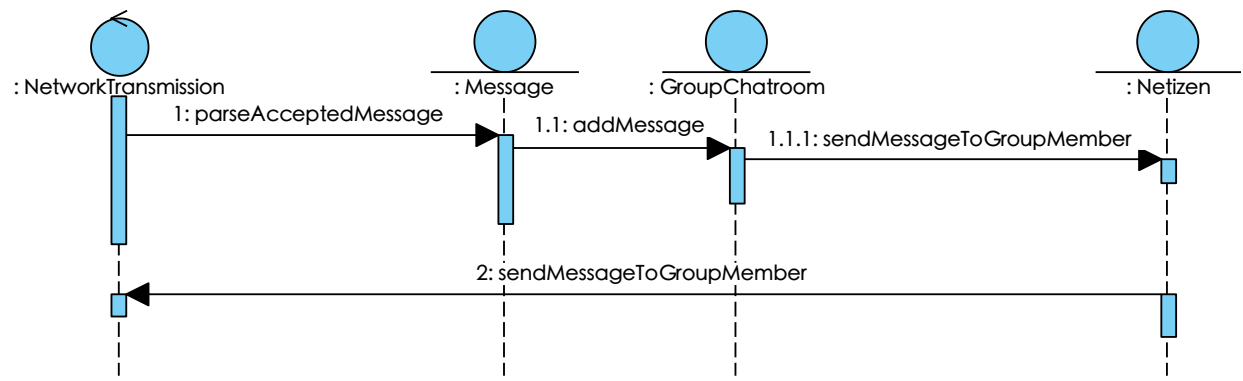 : NetworkTransmission
: Message
: GroupChatroom
: Netizen
1: parseAcceptedMessage
1.1: addMessage
1.1.1: sendMessageToGroupMember
2: sendMessageToGroupMember